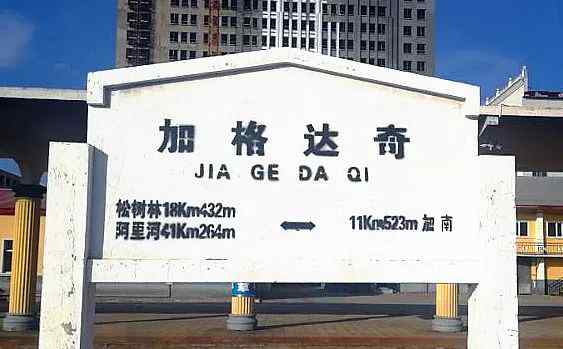 加格达奇
JIA GE DA QI
松树林18Km432m
阿里河41Km264m
11Km523m 加南